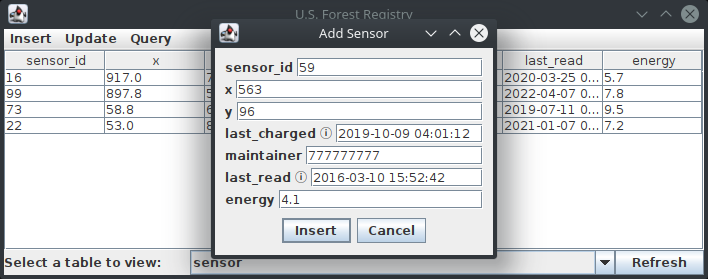 U.S. Forest Registry
Insert Update Query
sensor_id x last_read energy
16 917.0 7 2020-03-25 0... 5.7
99 897.8 5 2022-04-07 0... 7.8
73 58.8 6 2019-07-11 0... 9.5
22 53.0 8 2021-01-07 0... 7.2
Add Sensor
sensor_id 59
x 563
y 96
last_charged 2019-10-09 04:01:12
maintainer 777777777
last_read 2016-03-10 15:52:42
energy 4.1
Insert Cancel
Select a table to view: sensor Refresh